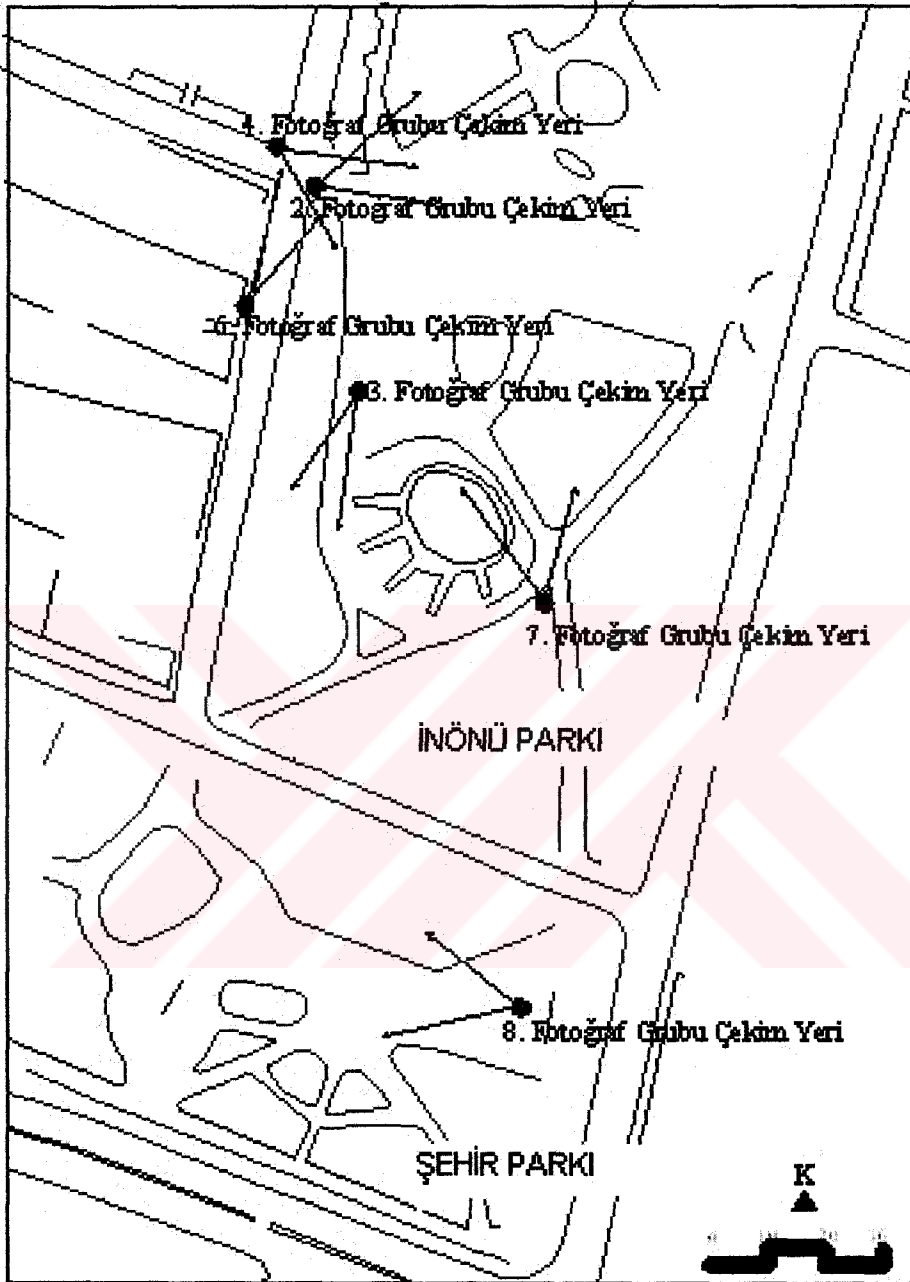 4. Fotoğraf Grubu Çekim Yeri
2. Fotoğraf Grubu Çekim Yeri
6. Fotoğraf Grubu Çekim Yeri
3. Fotoğraf Grubu Çekim Yeri
7. Fotoğraf Grubu Çekim Yeri
İNÖNÜ PARKI
8. Fotoğraf Grubu Çekim Yeri
ŞEHİR PARKI
K